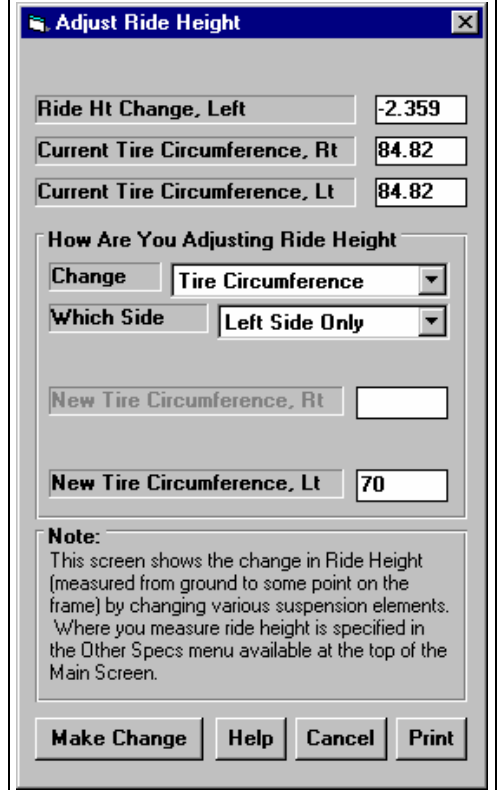 Adjust Ride Height
Ride Ht Change, Left -2.359
Current Tire Circumference, Rt 84.82
Current Tire Circumference, Lt 84.82
How Are You Adjusting Ride Height
Change Tire Circumference
Which Side Left Side Only
New Tire Circumference, Rt
New Tire Circumference, Lt 70
Note:
This screen shows the change in Ride Height
(measured from ground to some point on the
frame) by changing various suspension elements.
Where you measure ride height is specified in
the Other Specs menu available at the top of the
Main Screen.
Make Change Help Cancel Print